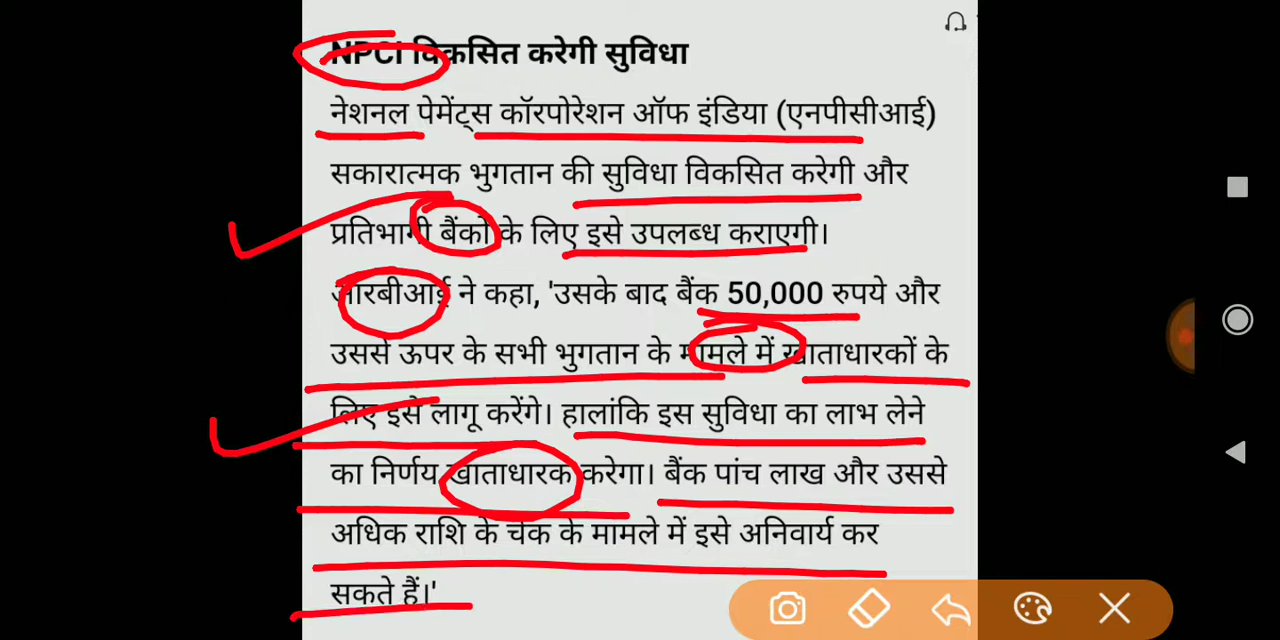 NPCI विकसित करेगी सुविधा
नेशनल पेमेंट्स कॉरपोरेशन ऑफ इंडिया (एनपीसीआई)
सकारात्मक भुगतान की सुविधा विकसित करेगी और
प्रतिभागी बैंकों के लिए इसे उपलब्ध कराएगी।
आरबीआई ने कहा, 'उसके बाद बैंक 50,000 रुपये और
उससे ऊपर के सभी भुगतान के मामले में खाताधारकों के
लिए इसे लागू करेंगे। हालांकि इस सुविधा का लाभ लेने
का निर्णय खाताधारक करेगा। बैंक पांच लाख और उससे
अधिक राशि के चेक के मामले में इसे अनिवार्य कर
सकते हैं।'